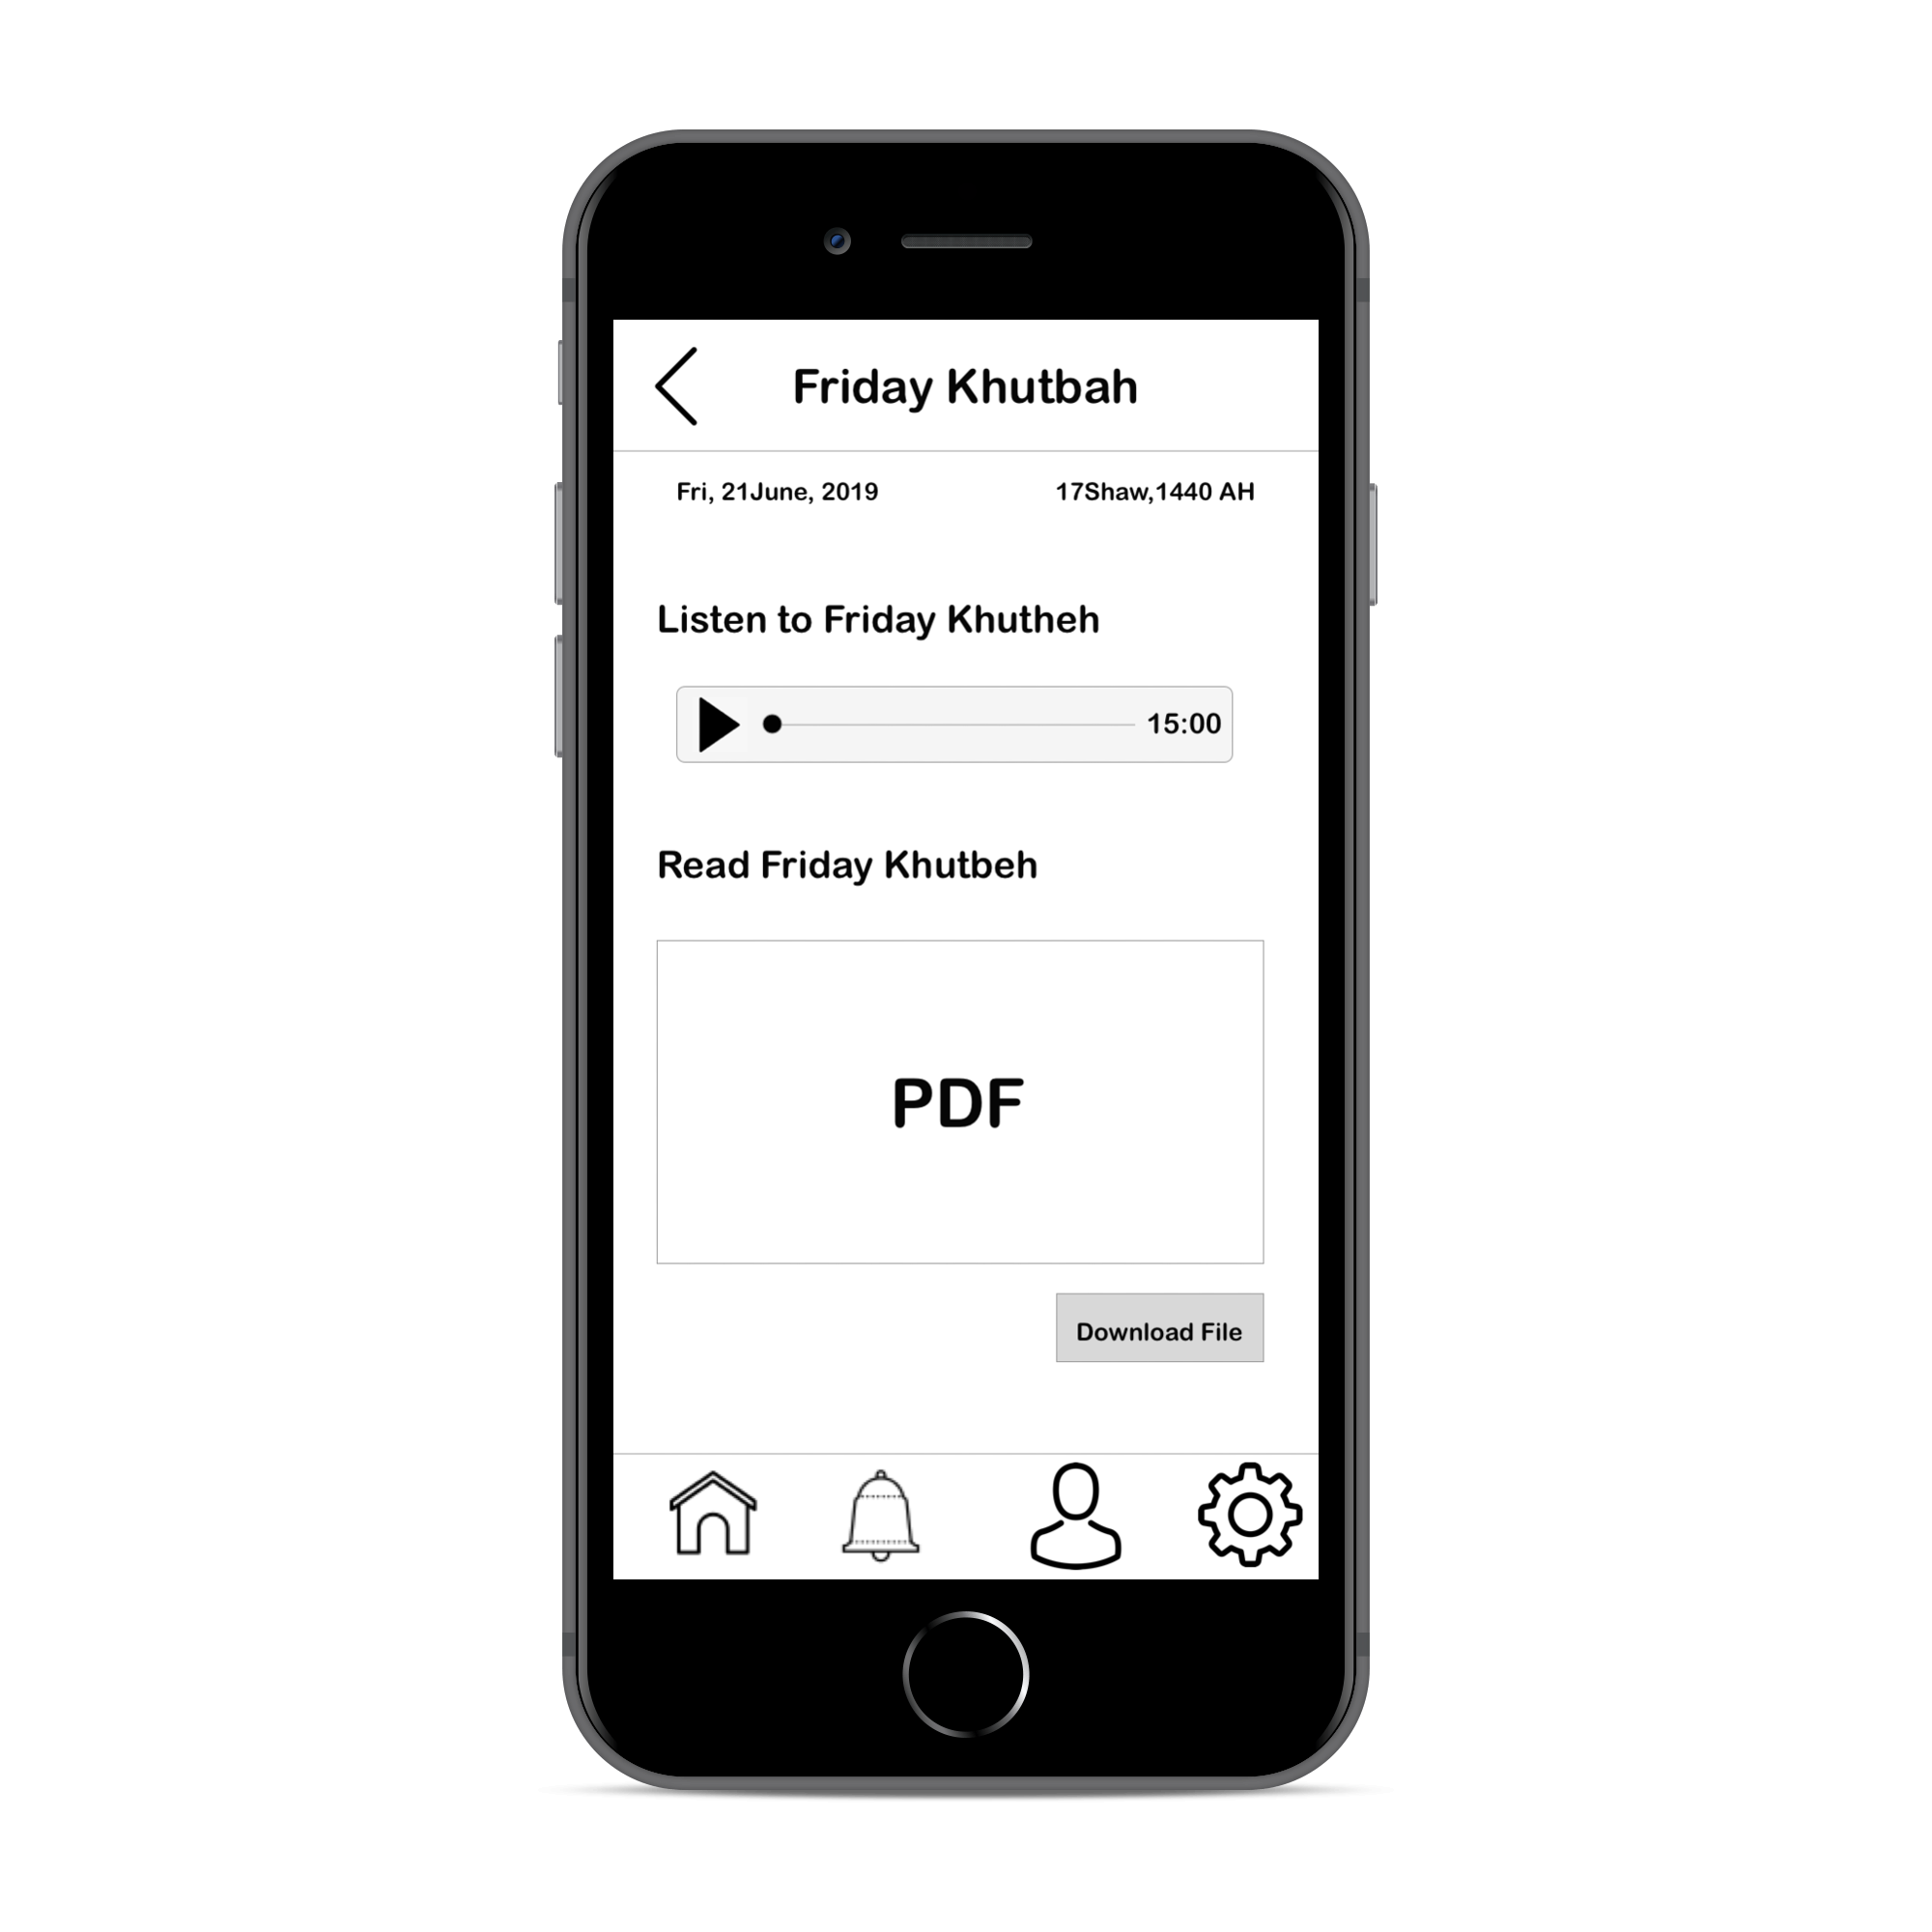 Friday Khutbah
Fri, 21June, 2019
17Shaw,1440 AH
Listen to Friday Khutheh
15:00
Read Friday Khutbeh
PDF
Download File